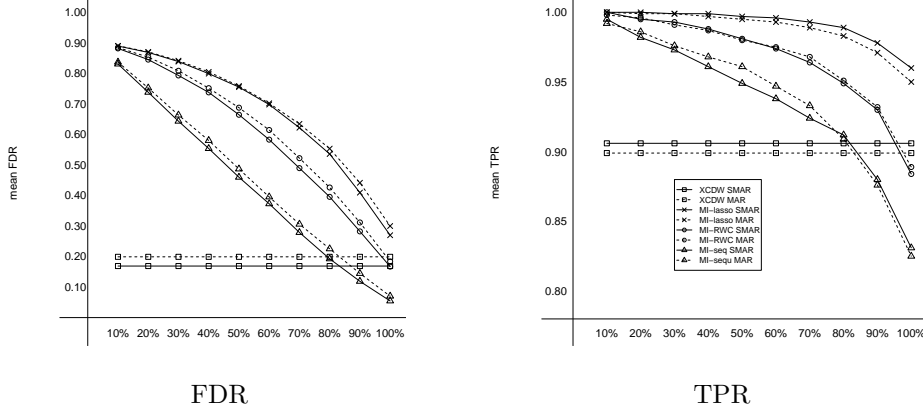 1.00
0.90
0.80
0.70
0.60
0.50
0.40
0.30
0.20
0.10
mean FDR
10% 20% 30% 40% 50% 60% 70% 80% 90% 100%
FDR
1.00
0.95
0.90
0.85
0.80
mean TPR
XCDW SMAR
XCDW MAR
MI-lasso SMAR
MI-lasso MAR
MI-RWC SMAR
MI-RWC MAR
MI-seq SMAR
MI-sequ MAR
10% 20% 30% 40% 50% 60% 70% 80% 90% 100%
TPR